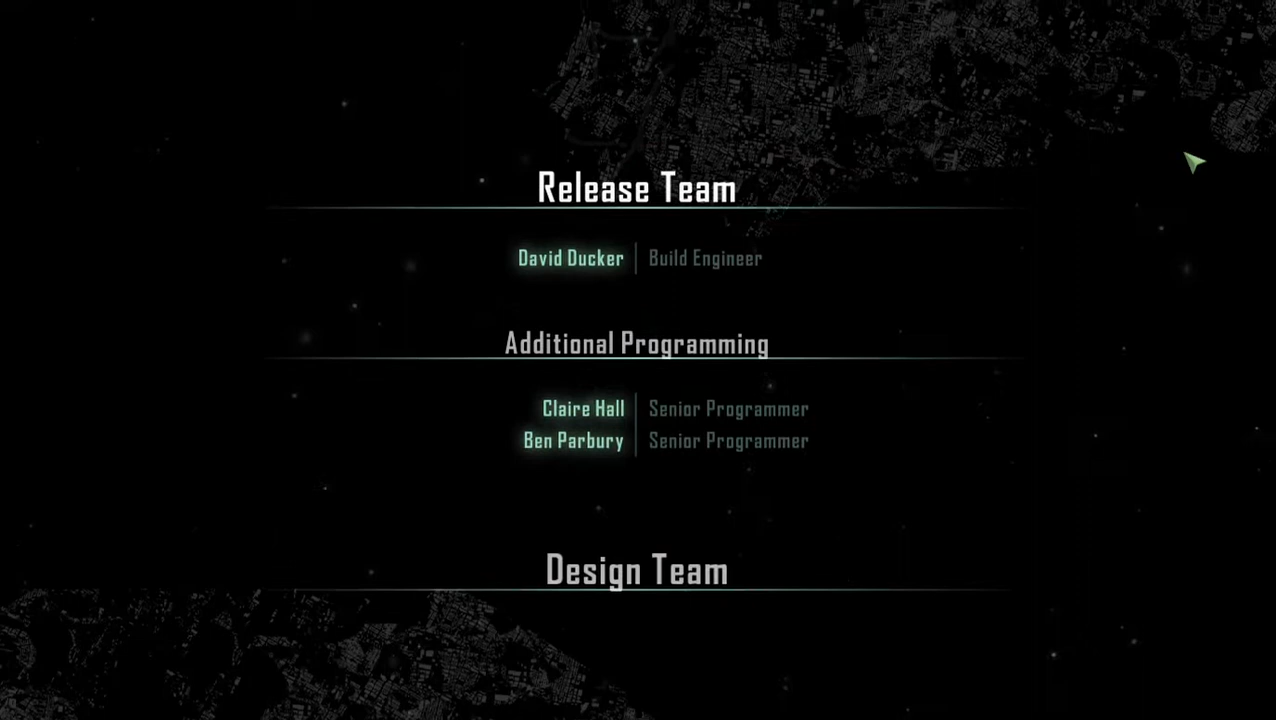 Release Team
David Ducker | Build Engineer
Additional Programming
Claire Hall | Senior Programmer
Ben Parbury | Senior Programmer
Design Team